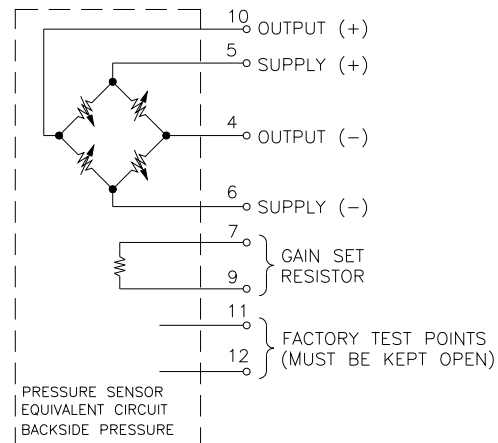 10 OUTPUT (+)
5 SUPPLY (+)
4 OUTPUT (−)
6 SUPPLY (−)
7
9
GAIN SET
RESISTOR
11
12
FACTORY TEST POINTS
(MUST BE KEPT OPEN)
PRESSURE SENSOR
EQUIVALENT CIRCUIT
BACKSIDE PRESSURE